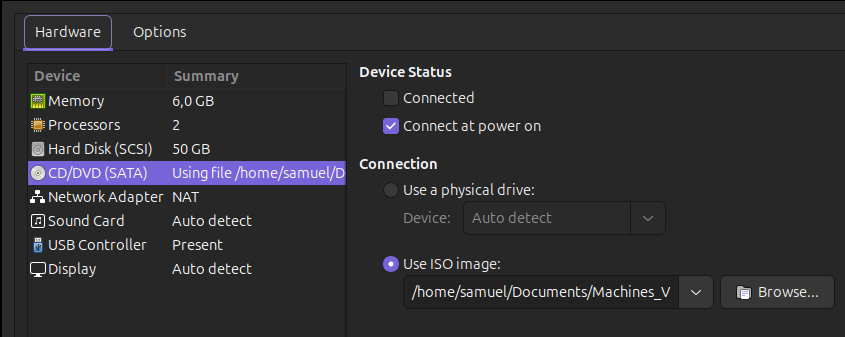 Hardware Options
Device Summary
Memory 6,0 GB
Processors 2
Hard Disk (SCSI) 50 GB
CD/DVD (SATA) Using file /home/samuel/D
Network Adapter NAT
Sound Card Auto detect
USB Controller Present
Display Auto detect
Device Status
Connected
Connect at power on
Connection
Use a physical drive:
Device: Auto detect
Use ISO image:
/home/samuel/Documents/Machines_V Browse...